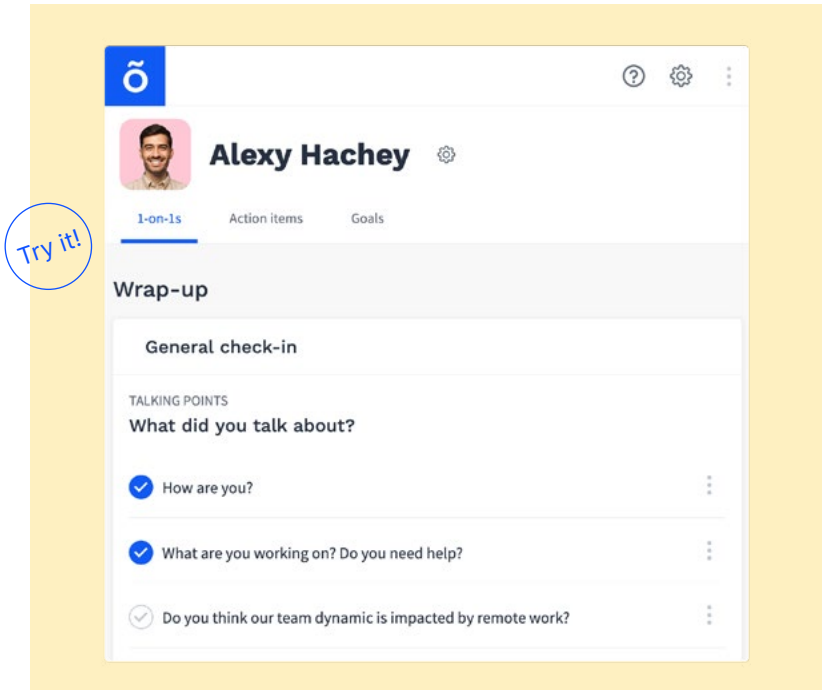 õ
Alexy Hachey
1-on-1s Action items Goals
Try it!
Wrap-up
General check-in
TALKING POINTS
What did you talk about?
How are you?
What are you working on? Do you need help?
Do you think our team dynamic is impacted by remote work?